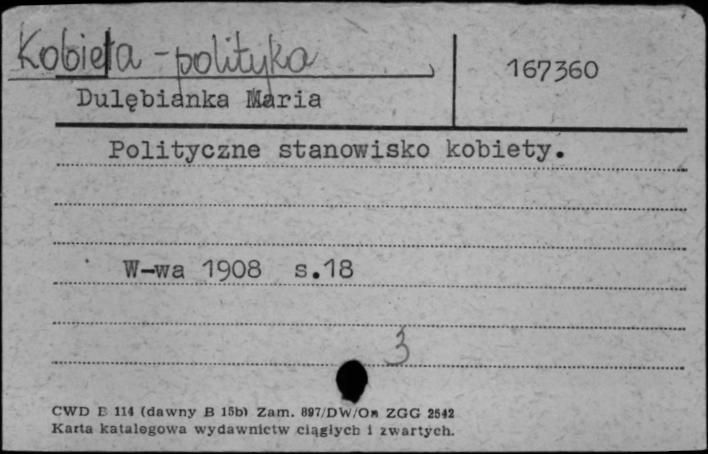 Kobieta - polityka
167360
Dulębianka Maria
Polityczne stanowisko kobiety.
W-wa 1908 s.18
3
CWD B 114 (dawny B 15b) Zam. 897/DW/On ZGG 2542
Karta katalogowa wydawnictw ciągłych i zwartych.